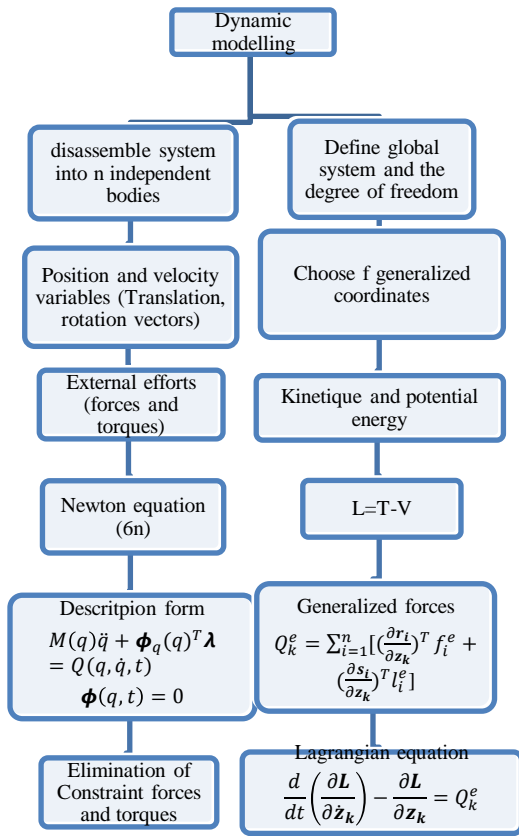 Dynamic
modelling
disassemble system
into n independent
bodies
Position and velocity
variables (Translation,
rotation vectors)
External efforts
(forces and
torques)
Newton equation
(6n)
Descritpion form
M(q)q̈ + ϕ_q(q)^T λ
= Q(q, q̇, t)
ϕ(q, t) = 0
Elimination of
Constraint forces
and torques
Define global
system and the
degree of freedom
Choose f generalized
coordinates
Kinetique and potential
energy
L=T-V
Generalized forces
Q_k^e = ∑_{i=1}^n [(∂r_i/∂z_k)^T f_i^e +
(∂s_i/∂z_k)^T l_i^e]
Lagrangian equation
d/dt (∂L/∂ż_k) − ∂L/∂z_k = Q_k^e